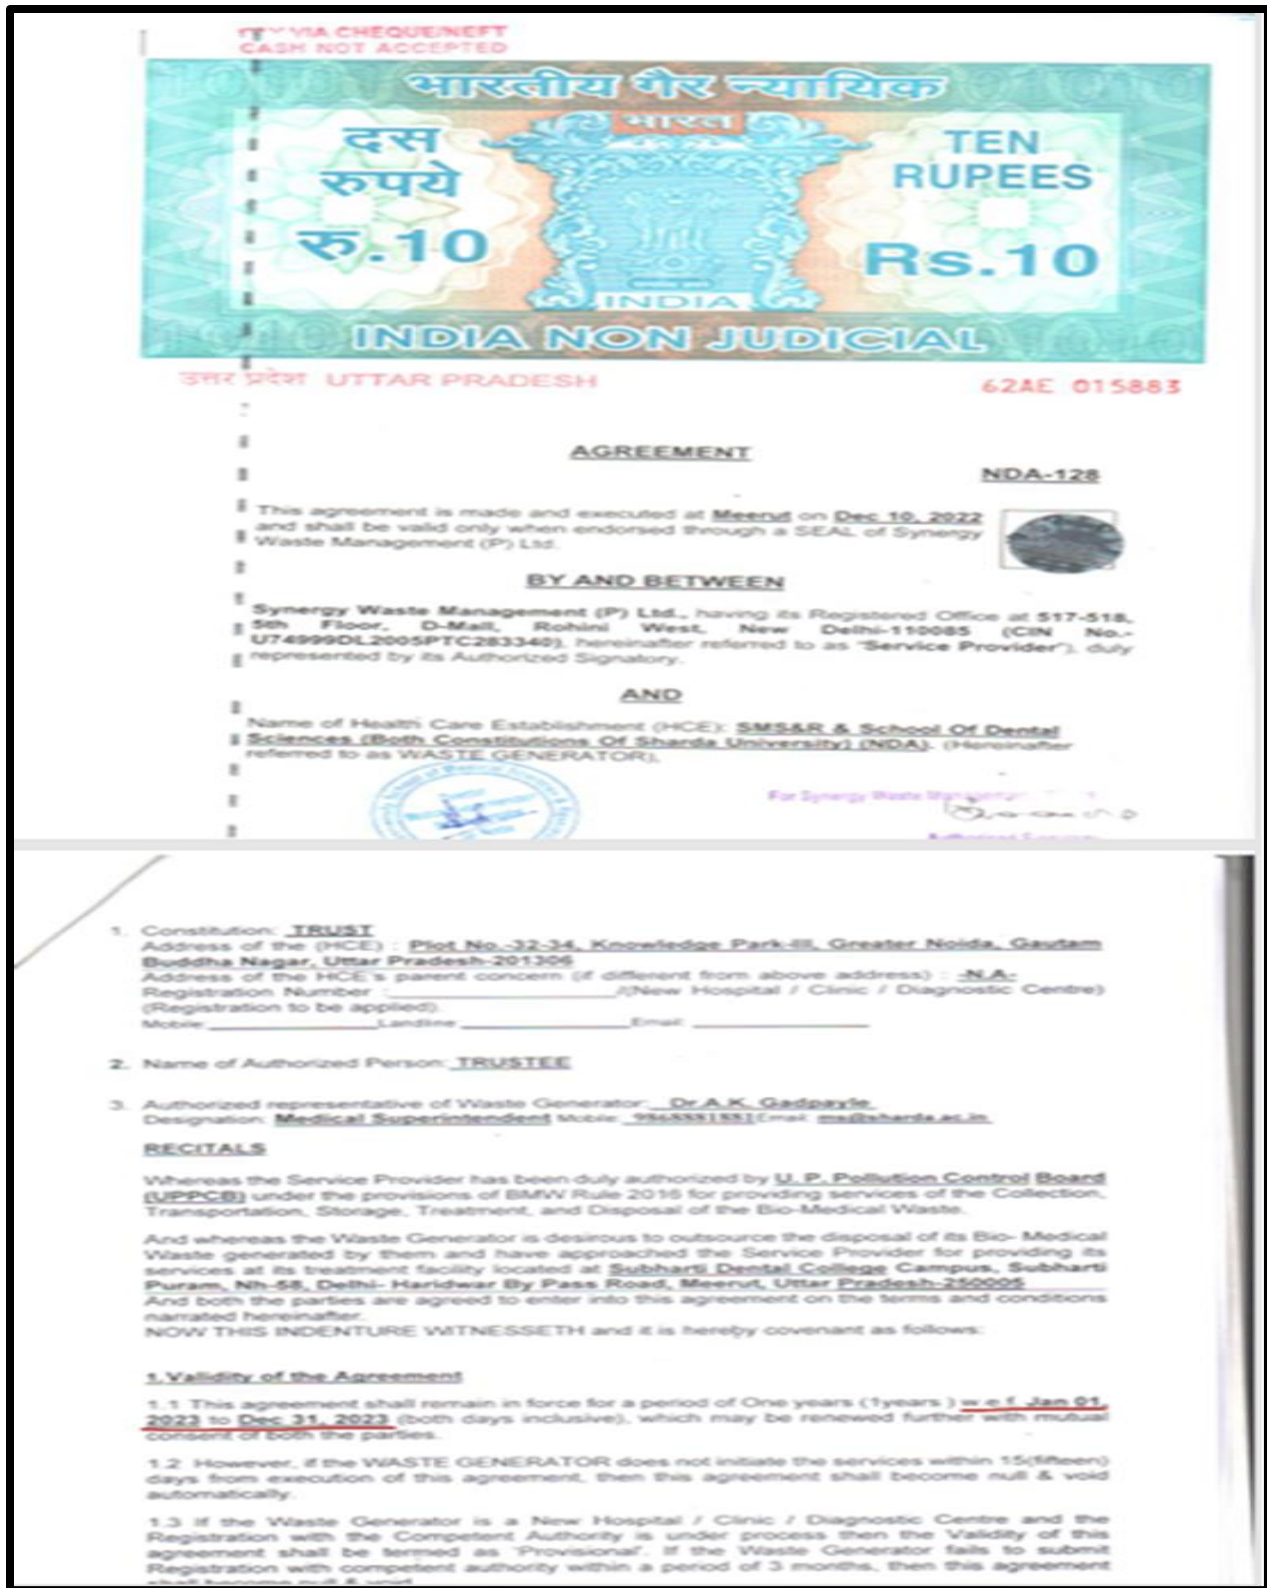 PAY VIA CHEQUE/NEFT
CASH NOT ACCEPTED
भारतीय गैर न्यायिक
भारत
दस
रुपये
रु.10
TEN
RUPEES
Rs.10
INDIA
INDIA NON JUDICIAL
उत्तर प्रदेश UTTAR PRADESH
62AE 015883
AGREEMENT
NDA-128
This agreement is made and executed at Meerut on Dec 10, 2022
and shall be valid only when endorsed through a SEAL of Synergy
Waste Management (P) Ltd.
BY AND BETWEEN
Synergy Waste Management (P) Ltd., having its Registered Office at 517-518,
5th Floor, D-Mall, Rohini West, New Delhi-110085 (CIN No.-
U74999DL2005PTC283340), hereinafter referred to as "Service Provider"), duly
represented by its Authorized Signatory.
AND
Name of Health Care Establishment (HCE): SMS&R & School Of Dental
Sciences (Both Constitutions Of Sharda University) (NDA). (Hereinafter
referred to as WASTE GENERATOR),
For Synergy Waste
1. Constitution: TRUST
Address of the (HCE) : Plot No.-32-34, Knowledge Park-III, Greater Noida, Gautam
Buddha Nagar, Uttar Pradesh-201306
Address of the HCE's parent concern (if different from above address) : -N.A-
Registration Number :____________/(New Hospital / Clinic / Diagnostic Centre)
(Registration to be applied).
Mobile:____________Landline:____________Email:____________
2. Name of Authorized Person: TRUSTEE
3. Authorized representative of Waste Generator: Dr A.K. Gadpayle
Designation: Medical Superintendent Mobile: 9868881881 Email: ms@sharda.ac.in
RECITALS
Whereas the Service Provider has been duly authorized by U. P. Pollution Control Board
(UPPCB) under the provisions of BMW Rule 2016 for providing services of the Collection,
Transportation, Storage, Treatment, and Disposal of the Bio-Medical Waste.
And whereas the Waste Generator is desirous to outsource the disposal of its Bio- Medical
Waste generated by them and have approached the Service Provider for providing its
services at its treatment facility located at Subharti Dental College Campus, Subharti
Puram, Nh-58, Delhi- Haridwar By Pass Road, Meerut, Uttar Pradesh-250005
And both the parties are agreed to enter into this agreement on the terms and conditions
narrated hereinafter.
NOW THIS INDENTURE WITNESSETH and it is hereby covenant as follows:
1.Validity of the Agreement
1.1 This agreement shall remain in force for a period of One years (1years ) w.e.f. Jan 01,
2023 to Dec 31, 2023 (both days inclusive), which may be renewed further with mutual
consent of both the parties.
1.2 However, if the WASTE GENERATOR does not initiate the services within 15(fifteen)
days from execution of this agreement, then this agreement shall become null & void
automatically.
1.3 If the Waste Generator is a New Hospital / Clinic / Diagnostic Centre and the
Registration with the Competent Authority is under process then the Validity of this
agreement shall be termed as 'Provisional'. If the Waste Generator fails to submit
Registration with competent authority within a period of 3 months, then this agreement
shall become null & void.